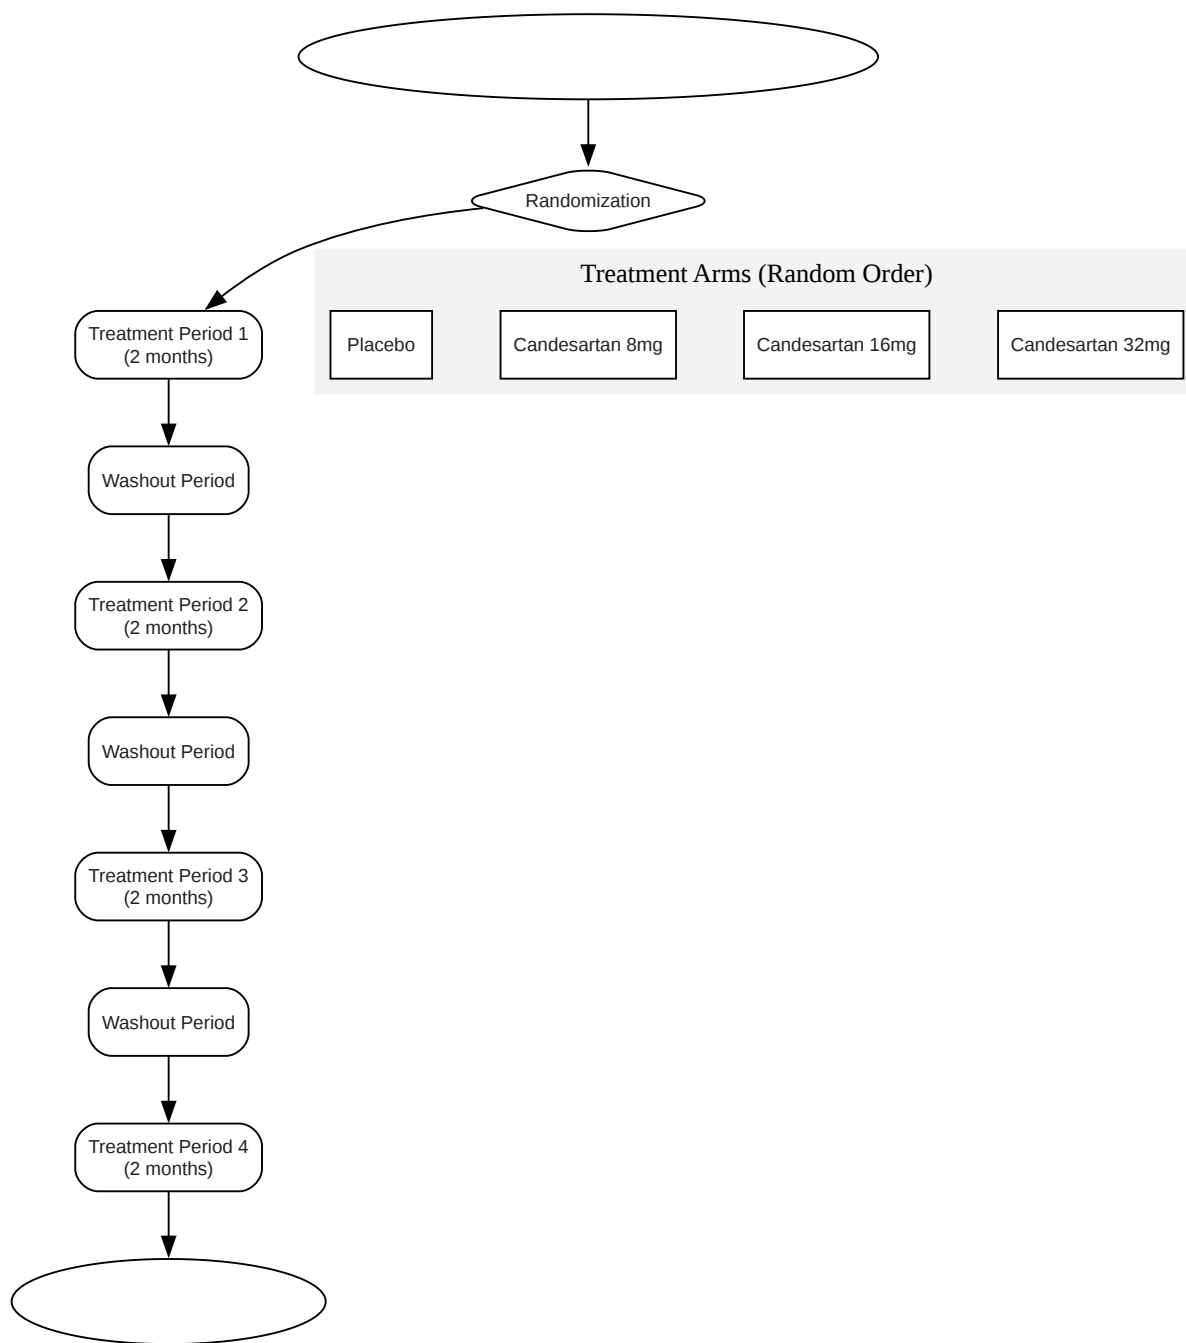 Randomization
Treatment Arms (Random Order)
Treatment Period 1
(2 months)
Placebo
Candesartan 8mg
Candesartan 16mg
Candesartan 32mg
Washout Period
Treatment Period 2
(2 months)
Washout Period
Treatment Period 3
(2 months)
Washout Period
Treatment Period 4
(2 months)